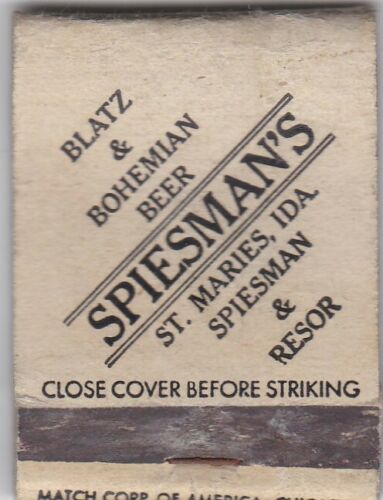 BLATZ
&
BOHEMIAN
BEER
SPIESMAN'S
ST. MARIES, IDA.
SPIESMAN
&
RESOR
CLOSE COVER BEFORE STRIKING
MATCH CORP. OF AMERICA,